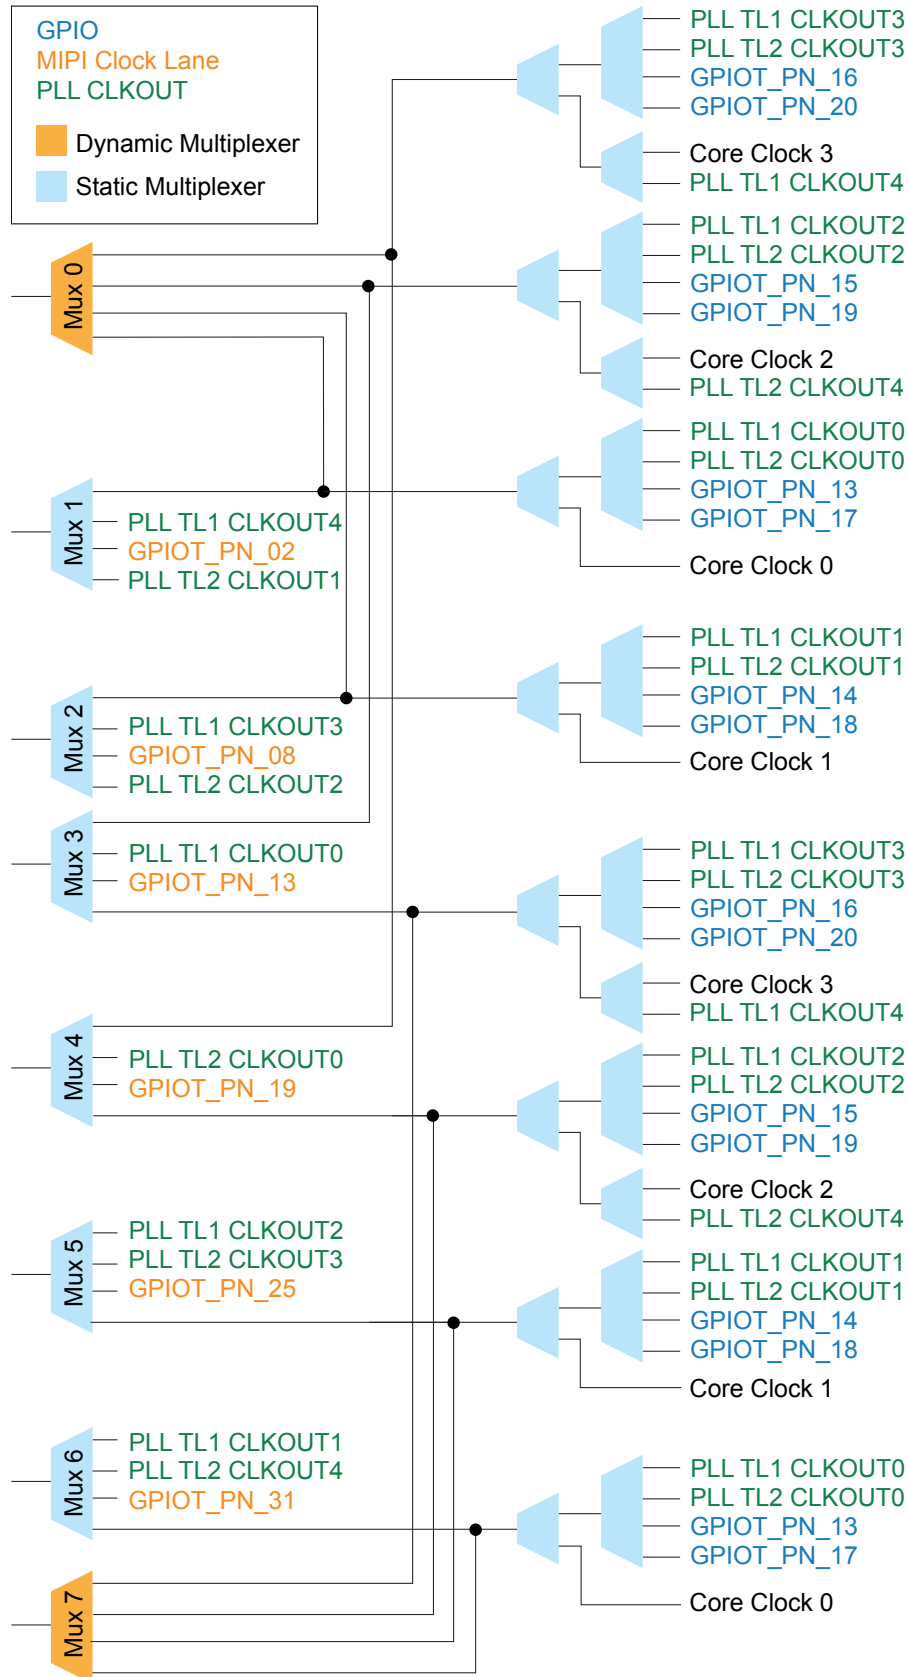 GPIO
MIPI Clock Lane
PLL CLKOUT
Dynamic Multiplexer
Static Multiplexer
PLL TL1 CLKOUT3
PLL TL2 CLKOUT3
GPIOT_PN_16
GPIOT_PN_20
Core Clock 3
PLL TL1 CLKOUT4
Mux 0
PLL TL1 CLKOUT2
PLL TL2 CLKOUT2
GPIOT_PN_15
GPIOT_PN_19
Core Clock 2
PLL TL2 CLKOUT4
Mux 1
PLL TL1 CLKOUT4
GPIOT_PN_02
PLL TL2 CLKOUT1
PLL TL1 CLKOUT0
PLL TL2 CLKOUT0
GPIOT_PN_13
GPIOT_PN_17
Core Clock 0
Mux 2
PLL TL1 CLKOUT3
GPIOT_PN_08
PLL TL2 CLKOUT2
PLL TL1 CLKOUT1
PLL TL2 CLKOUT1
GPIOT_PN_14
GPIOT_PN_18
Core Clock 1
Mux 3
PLL TL1 CLKOUT0
GPIOT_PN_13
PLL TL1 CLKOUT3
PLL TL2 CLKOUT3
GPIOT_PN_16
GPIOT_PN_20
Core Clock 3
PLL TL1 CLKOUT4
Mux 4
PLL TL2 CLKOUT0
GPIOT_PN_19
PLL TL1 CLKOUT2
PLL TL2 CLKOUT2
GPIOT_PN_15
GPIOT_PN_19
Core Clock 2
PLL TL2 CLKOUT4
Mux 5
PLL TL1 CLKOUT2
PLL TL2 CLKOUT3
GPIOT_PN_25
PLL TL1 CLKOUT1
PLL TL2 CLKOUT1
GPIOT_PN_14
GPIOT_PN_18
Core Clock 1
Mux 6
PLL TL1 CLKOUT1
PLL TL2 CLKOUT4
GPIOT_PN_31
PLL TL1 CLKOUT0
PLL TL2 CLKOUT0
GPIOT_PN_13
GPIOT_PN_17
Core Clock 0
Mux 7